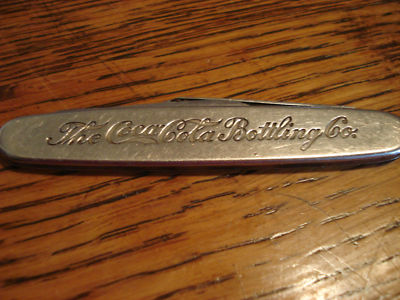 The Coca-Cola Bottling Co.